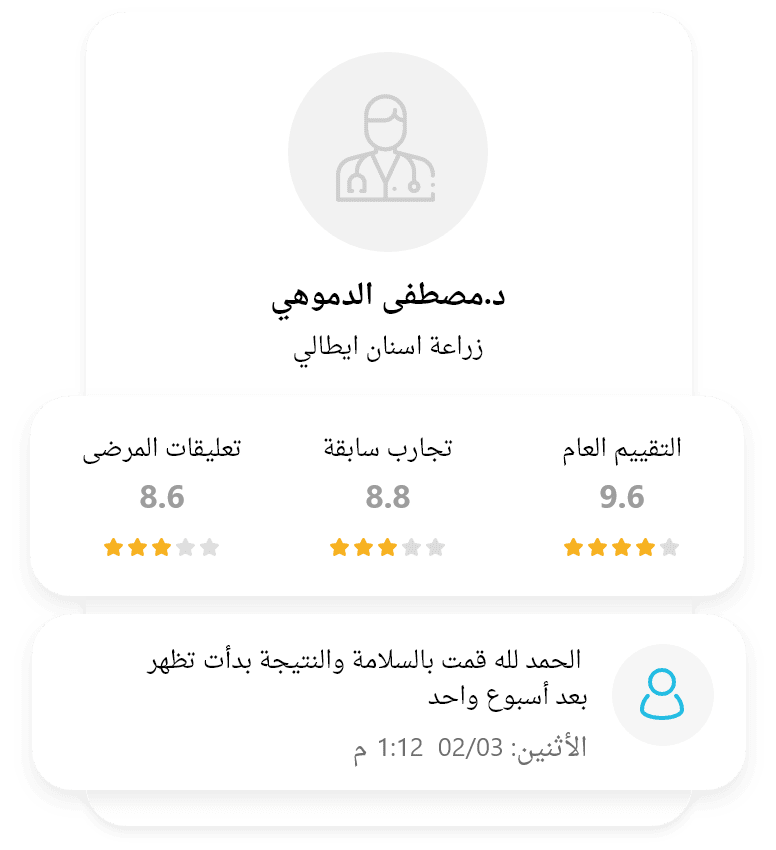 د.مصطفى الدموهي
زراعة اسنان ايطالي
التقييم العام
9.6
تجارب سابقة
8.8
تعليقات المرضى
8.6
الحمد لله قمت بالسلامة والنتيجة بدأت تظهر
بعد أسبوع واحد
الأثنين: 02/03 1:12 م